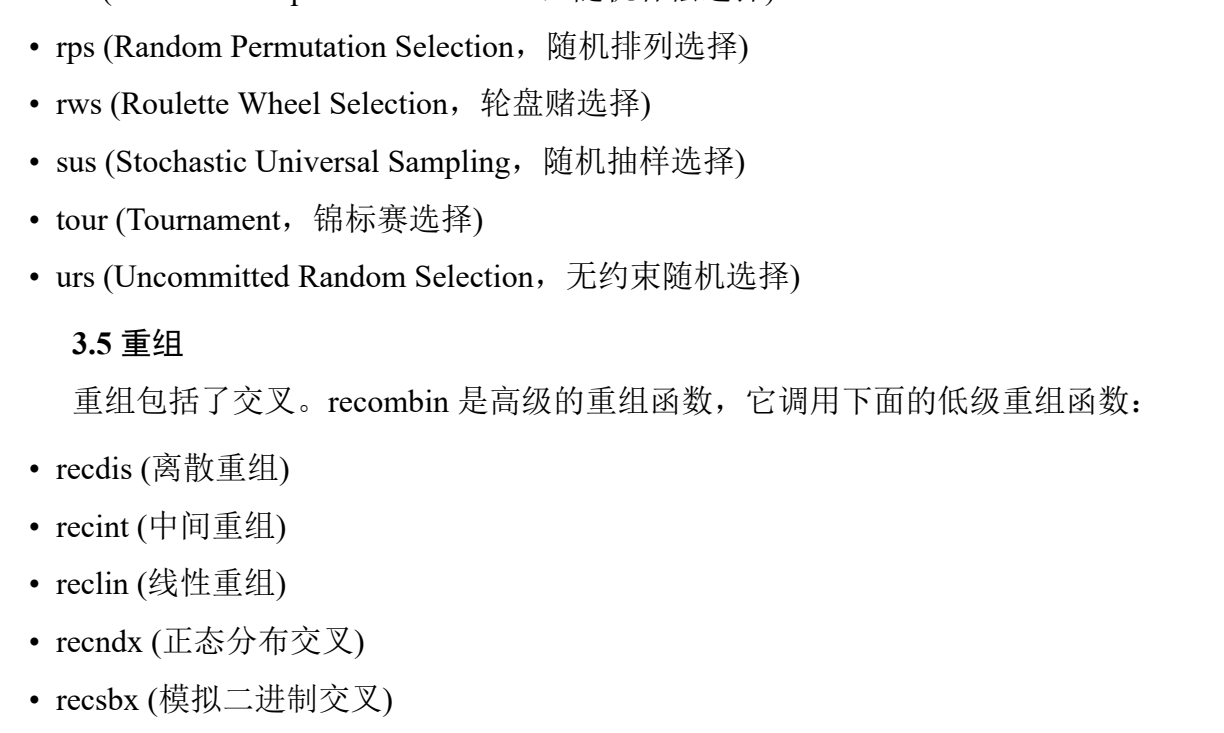 • rps (Random Permutation Selection，随机排列选择)
• rws (Roulette Wheel Selection，轮盘赌选择)
• sus (Stochastic Universal Sampling，随机抽样选择)
• tour (Tournament，锦标赛选择)
• urs (Uncommitted Random Selection，无约束随机选择)
3.5 重组
重组包括了交叉。recombin 是高级的重组函数，它调用下面的低级重组函数：
• recdis (离散重组)
• recint (中间重组)
• reclin (线性重组)
• recndx (正态分布交叉)
• recsbx (模拟二进制交叉)